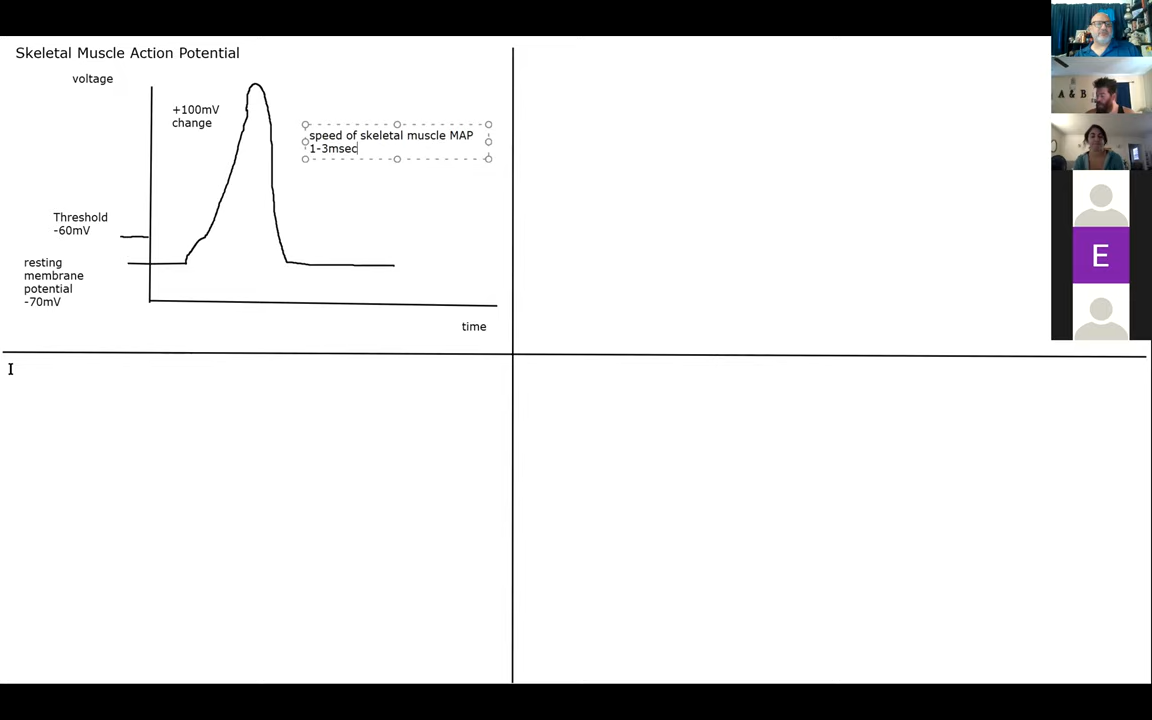 Skeletal Muscle Action Potential
voltage
+100mV
change
speed of skeletal muscle MAP
1-3msec
Threshold
-60mV
resting
membrane
potential
-70mV
time
A & B
E